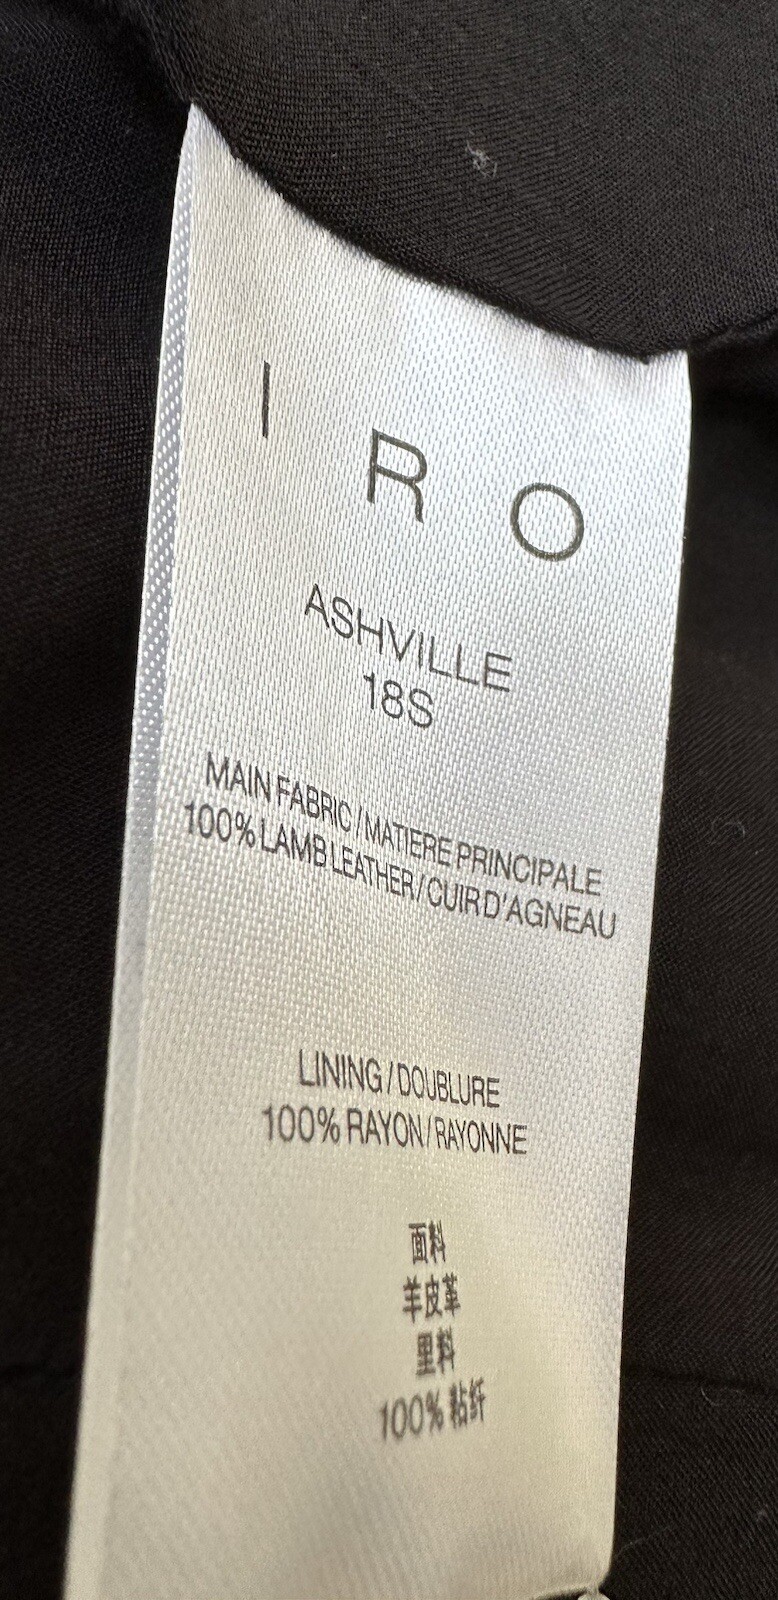 I R O
ASHVILLE
18S
MAIN FABRIC/MATIERE PRINCIPALE
100% LAMB LEATHER/CUIR D'AGNEAU
LINING/DOUBLURE
100% RAYON/RAYONNE
面料
羊皮革
里料
100% 粘纤